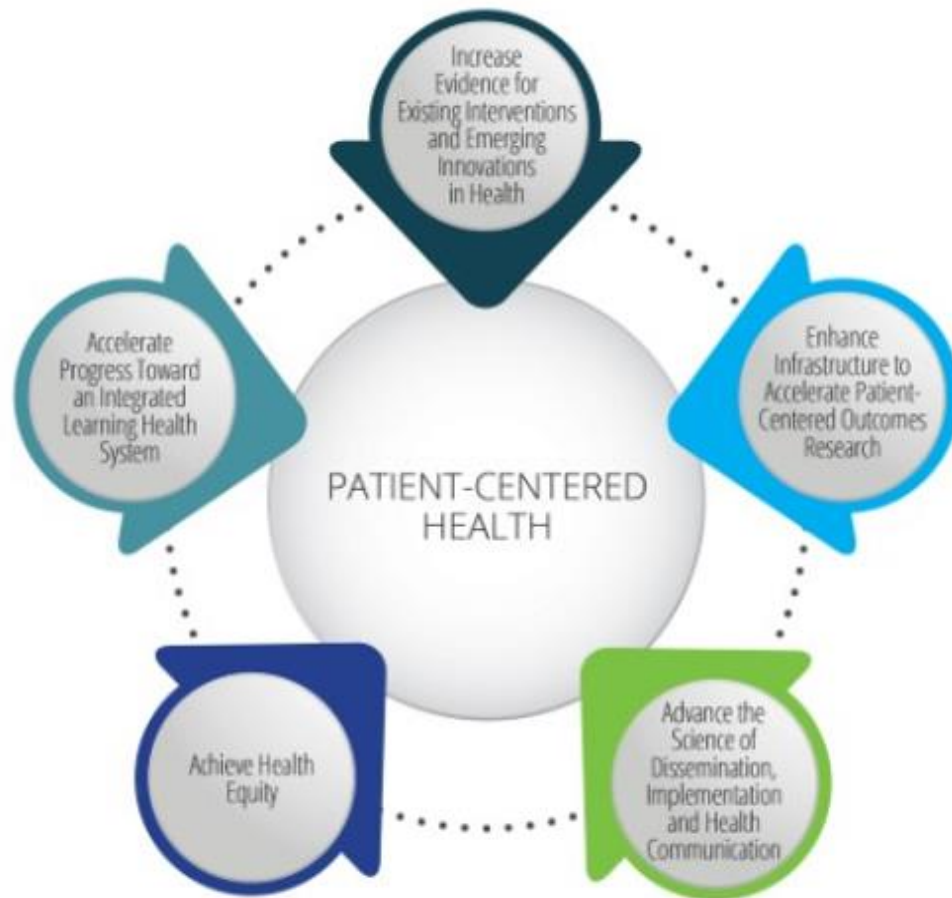 Increase
Evidence for
Existing Interventions
and Emerging
Innovations
in Health
Enhance
Infrastructure to
Accelerate Patient-
Centered Outcomes
Research
Advance the
Science of
Dissemination,
Implementation
and Health
Communication
Achieve Health
Equity
Accelerate
Progress Toward
an Integrated
Learning Health
System
PATIENT-CENTERED
HEALTH